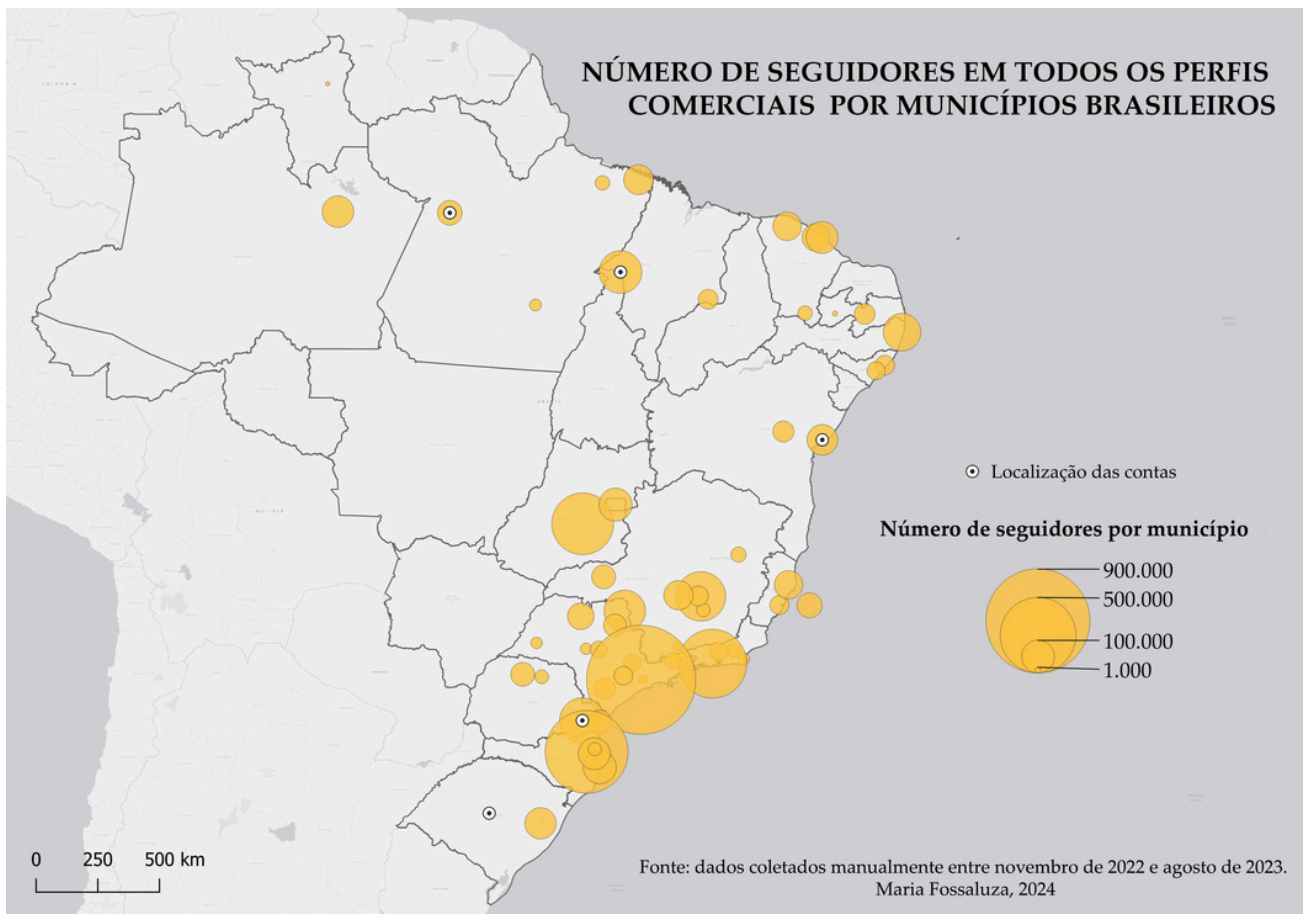 NÚMERO DE SEGUIDORES EM TODOS OS PERFIS
COMERCIAIS POR MUNICÍPIOS BRASILEIROS
Localização das contas
Número de seguidores por município
900.000
500.000
100.000
1.000
0 250 500 km
Fonte: dados coletados manualmente entre novembro de 2022 e agosto de 2023.
Maria Fossaluza, 2024